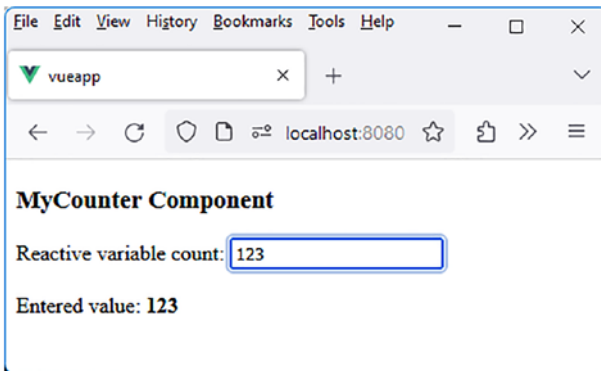 File Edit View History Bookmarks Tools Help
vueapp
localhost:8080
MyCounter Component
Reactive variable count: 123
Entered value: 123